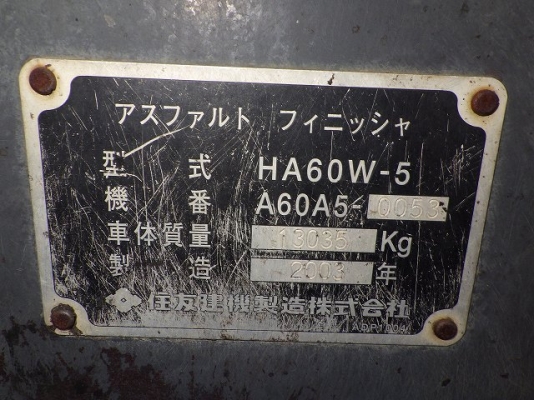 アスファルト フィニッシャ
型式 HA60W-5
機番 A60A5-0053
車体質量 13035 Kg
製造 2003 年
住友建機製造株式会社
ADP1004